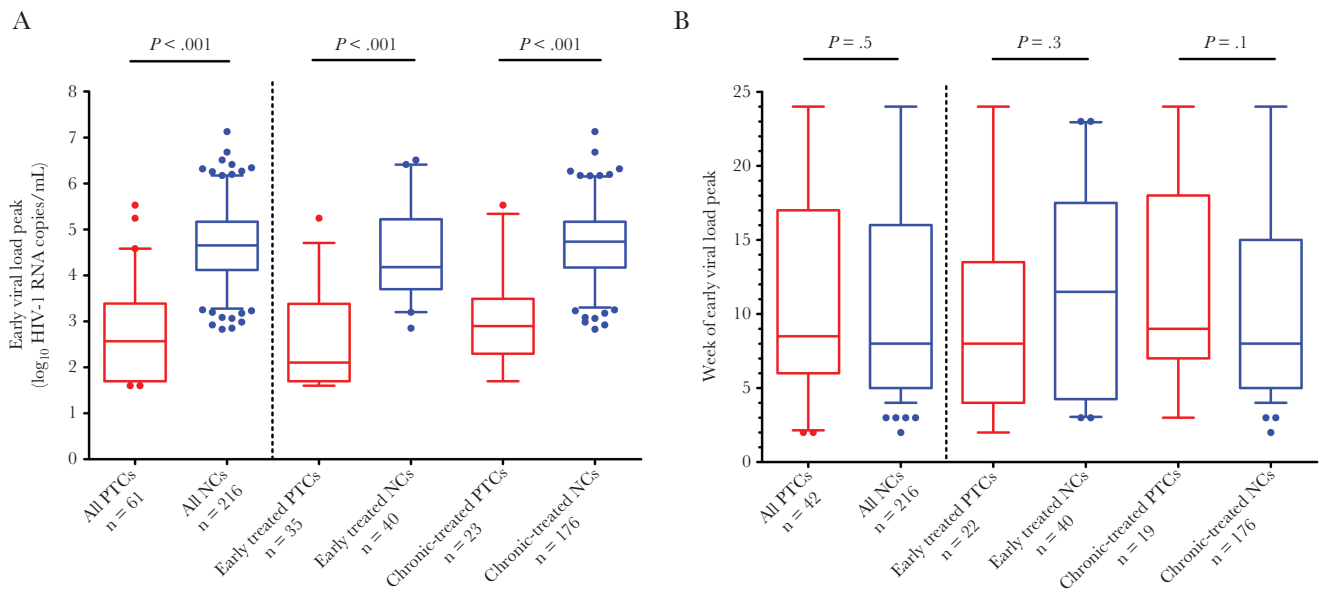 A
P < .001
P < .001
P < .001
Early viral load peak
(log10 HIV-1 RNA copies/mL)
8
7
6
5
4
3
2
1
0
All PTCs
n = 61
All NCs
n = 216
Early treated PTCs
n = 35
Early treated NCs
n = 40
Chronic-treated PTCs
n = 23
Chronic-treated NCs
n = 176
B
P = .5
P = .3
P = .1
Week of early viral load peak
25
20
15
10
5
0
All PTCs
n = 42
All NCs
n = 216
Early treated PTCs
n = 22
Early treated NCs
n = 40
Chronic-treated PTCs
n = 19
Chronic-treated NCs
n = 176